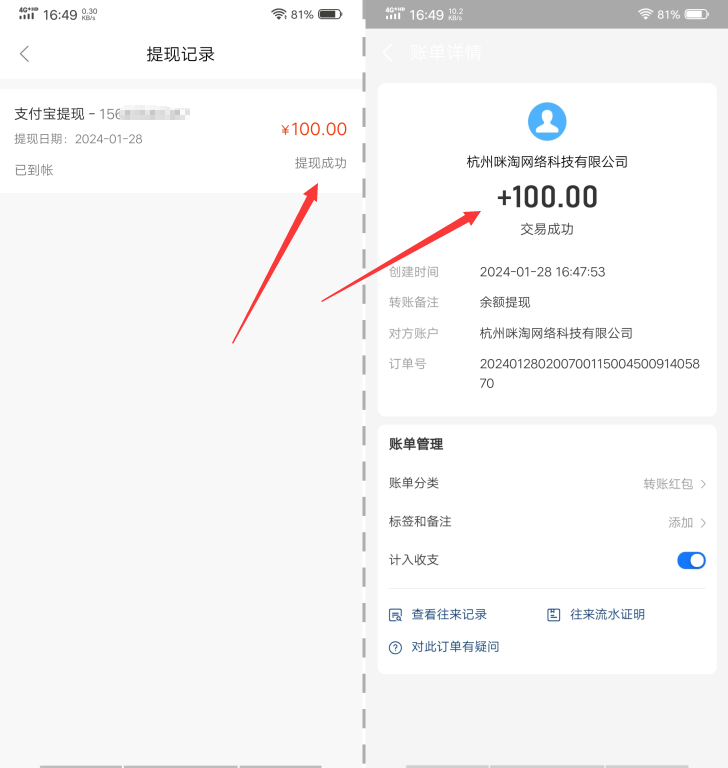 4G+HD 16:49 0.30 KB/s 81%
提现记录
支付宝提现 - 156
¥100.00
提现日期：2024-01-28
提现成功
已到帐
4G+HD 16:49 10.2 KB/s 81%
账单详情
杭州咪淘网络科技有限公司
+100.00
交易成功
创建时间 2024-01-28 16:47:53
转账备注 余额提现
对方账户 杭州咪淘网络科技有限公司
订单号 20240128020070011500450091405870
账单管理
账单分类 转账红包
标签和备注 添加
计入收支
查看往来记录 往来流水证明
对此订单有疑问